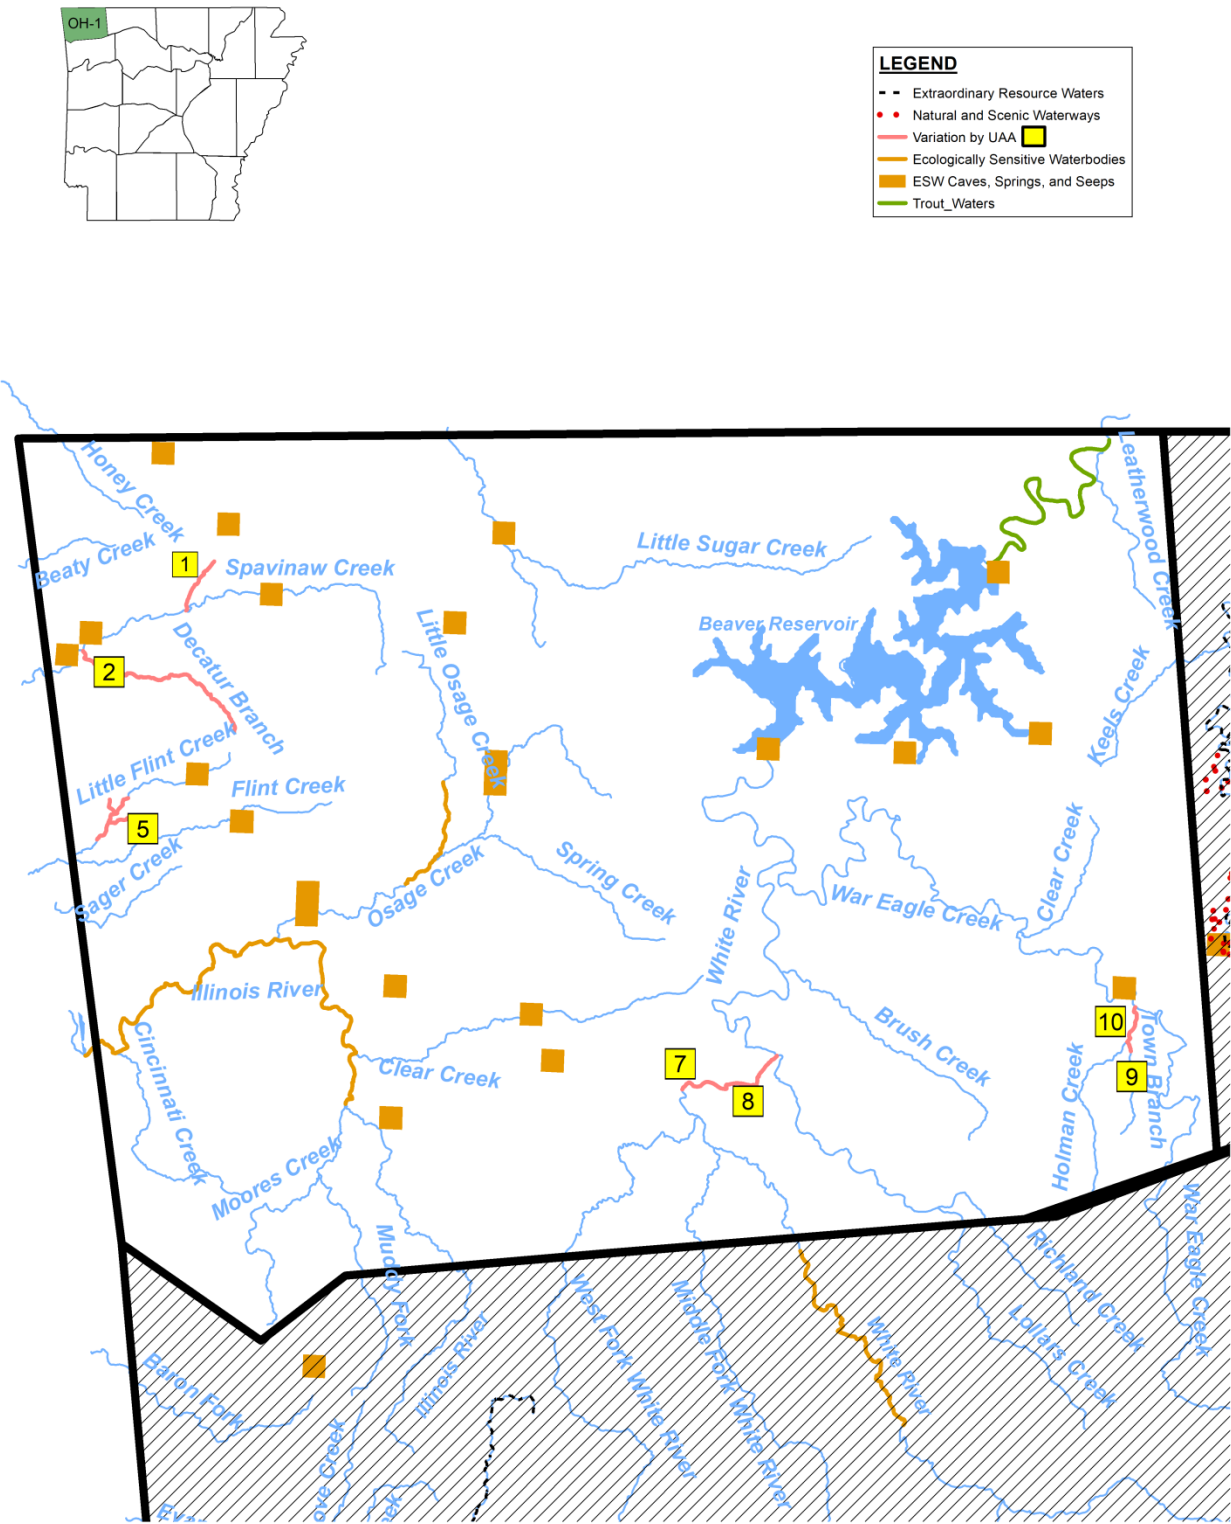 OH-1
LEGEND
Extraordinary Resource Waters
Natural and Scenic Waterways
Variation by UAA
Ecologically Sensitive Waterbodies
ESW Caves, Springs, and Seeps
Trout_Waters
Honey Creek
Leatherwood Creek
Beaty Creek
1
Spavinaw Creek
Little Sugar Creek
Beaver Reservoir
2
Decatur Branch
Little Osage Creek
Keels Creek
Little Flint Creek
Flint Creek
5
Sager Creek
Osage Creek
Spring Creek
White River
War Eagle Creek
Clear Creek
Illinois River
Cincinnati Creek
Clear Creek
Brush Creek
7
8
10
9
Town Branch
Holman Creek
Moores Creek
Muddy Fork
Illinois River
West Fork White River
Middle Fork White River
White River
Richland Creek
Lollars Creek
War Eagle Creek
Baron Fork
ove Creek
eek
Eva